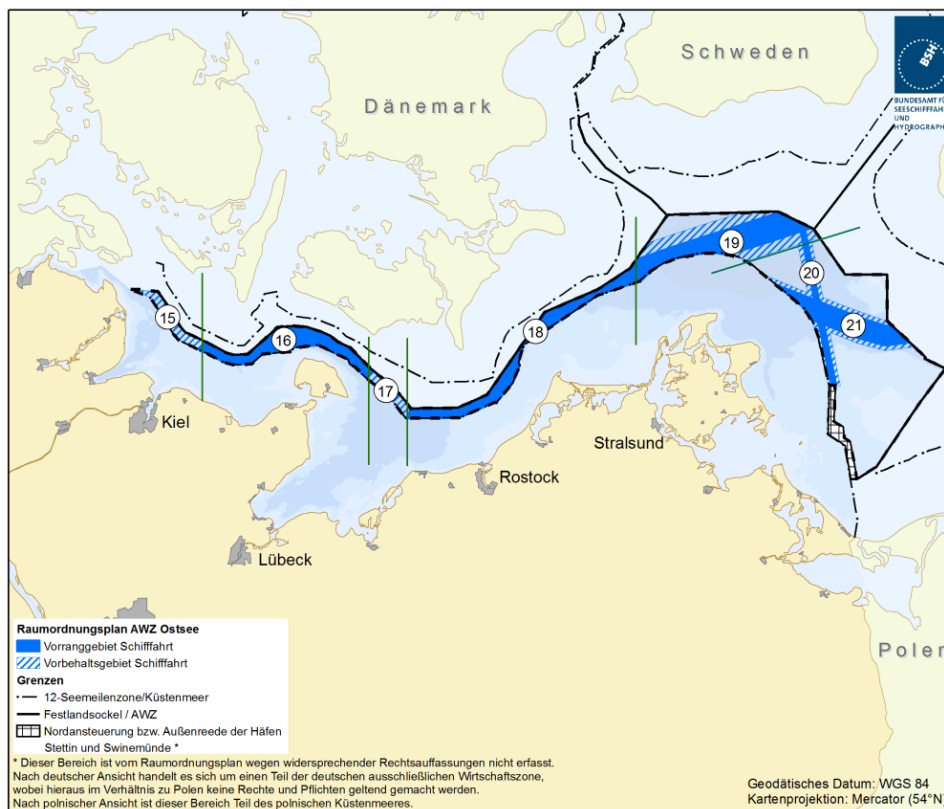 Schweden
Dänemark
BSH
BUNDESAMT FÜR
SEESCHIFFFAHRT
UND
HYDROGRAPHIE
19
20
15
16
18
21
17
Kiel
Stralsund
Rostock
Lübeck
Polen
Raumordnungsplan AWZ Ostsee
Vorranggebiet Schifffahrt
Vorbehaltsgebiet Schifffahrt
Grenzen
12-Seemeilenzone/Küstenmeer
Festlandsockel / AWZ
Nordansteuerung bzw. Außenreede der Häfen
Stettin und Swinemünde *
* Dieser Bereich ist vom Raumordnungsplan wegen widersprechender Rechtsauffassungen nicht erfasst.
Nach deutscher Ansicht handelt es sich um einen Teil der deutschen ausschließlichen Wirtschaftszone,
wobei hieraus im Verhältnis zu Polen keine Rechte und Pflichten geltend gemacht werden.
Nach polnischer Ansicht ist dieser Bereich Teil des polnischen Küstenmeeres.
Geodätisches Datum: WGS 84
Kartenprojektion: Mercator (54°N)